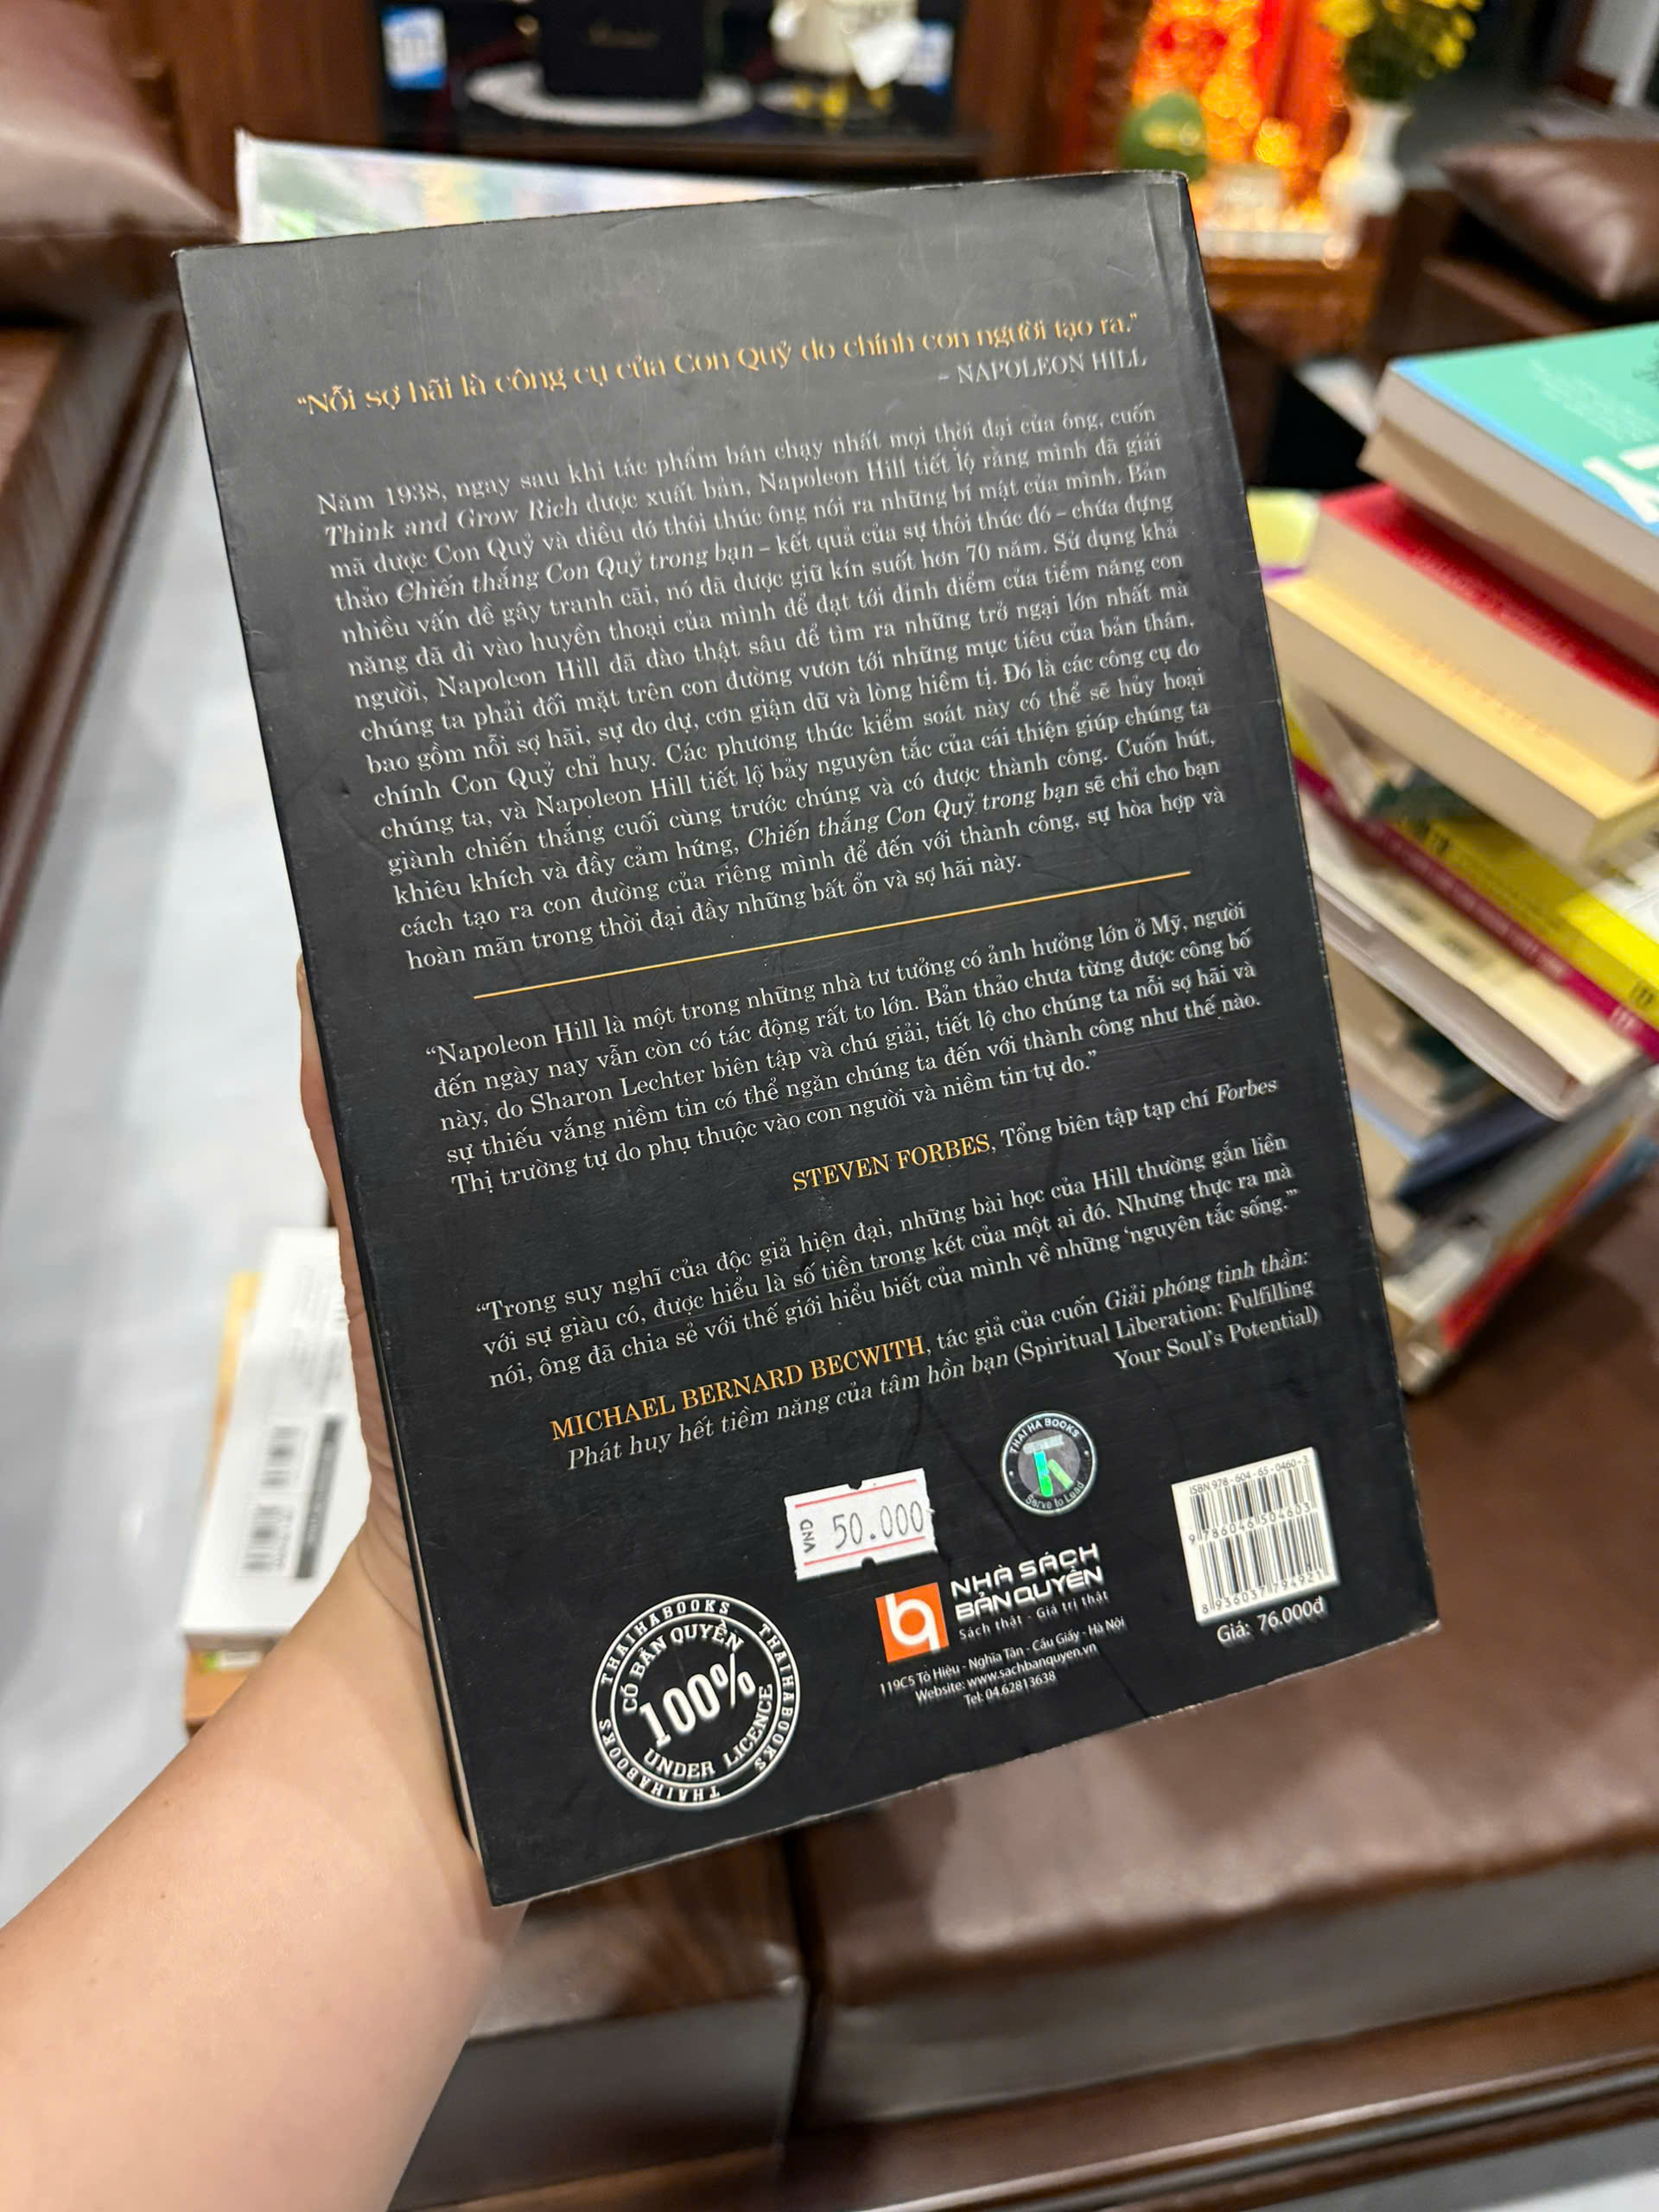 “Nỗi sợ hãi là công cụ của Con Quỷ do chính con người tạo ra.”
– NAPOLEON HILL
Năm 1938, ngay sau khi tác phẩm bán chạy nhất mọi thời đại của ông, cuốn
Think and Grow Rich được xuất bản, Napoleon Hill tiết lộ rằng mình đã giải
mã được Con Quỷ và điều đó thôi thúc ông nói ra những bí mật của mình. Bản
thảo Chiến thắng Con Quỷ trong bạn – kết quả của sự thôi thúc đó – chứa đựng
nhiều vấn đề gây tranh cãi, nó đã được giữ kín suốt hơn 70 năm. Sử dụng khả
năng đã đi vào huyền thoại của mình để đạt tới đỉnh điểm của tiềm năng con
người, Napoleon Hill đã đào thật sâu để tìm ra những trở ngại lớn nhất mà
chúng ta phải đối mặt trên con đường vươn tới những mục tiêu của bản thân,
bao gồm nỗi sợ hãi, sự do dự, cơn giận dữ và lòng hiềm tị. Đó là các công cụ do
chính Con Quỷ chỉ huy. Các phương thức kiểm soát này có thể sẽ hủy hoại
chúng ta, và Napoleon Hill tiết lộ bảy nguyên tắc của cái thiện giúp chúng ta
giành chiến thắng cuối cùng trước chúng và có được thành công. Cuốn hút,
khiêu khích và đầy cảm hứng, Chiến thắng Con Quỷ trong bạn sẽ chỉ cho bạn
cách tạo ra con đường của riêng mình để đến với thành công, sự hòa hợp và
hoàn mãn trong thời đại đầy những bất ổn và sợ hãi này.
“Napoleon Hill là một trong những nhà tư tưởng có ảnh hưởng lớn ở Mỹ, người
đến ngày nay vẫn còn có tác động rất to lớn. Bản thảo chưa từng được công bố
này, do Sharon Lechter biên tập và chú giải, tiết lộ cho chúng ta nỗi sợ hãi và
sự thiếu vắng niềm tin có thể ngăn chúng ta đến với thành công như thế nào.
Thị trường tự do phụ thuộc vào con người và niềm tin tự do.”
STEVEN FORBES, Tổng biên tập tạp chí Forbes
“Trong suy nghĩ của độc giả hiện đại, những bài học của Hill thường gắn liền
với sự giàu có, được hiểu là số tiền trong két của một ai đó. Nhưng thực ra mà
nói, ông đã chia sẻ với thế giới hiểu biết của mình về những ‘nguyên tắc sống.’”
MICHAEL BERNARD BECWITH, tác giả của cuốn Giải phóng tinh thần:
Phát huy hết tiềm năng của tâm hồn bạn (Spiritual Liberation: Fulfilling
Your Soul’s Potential)
THAI HA BOOKS
Serve to Lead
VND 50.000
NHÀ SÁCH
BẢN QUYỀN
Sách thật - Giá trị thật
119C5 Tô Hiệu - Nghĩa Tân - Cầu Giấy - Hà Nội
Website: www.sachbanquyen.vn
Tel: 04.62813638
ISBN 978-604-65-0460-3
9 786046 504603
8 936037 794921
Giá: 76.000đ
THAIHABOOKS THAIHABOOKS THAIHABOOKS
CÓ BẢN QUYỀN
100%
UNDER LICENCE